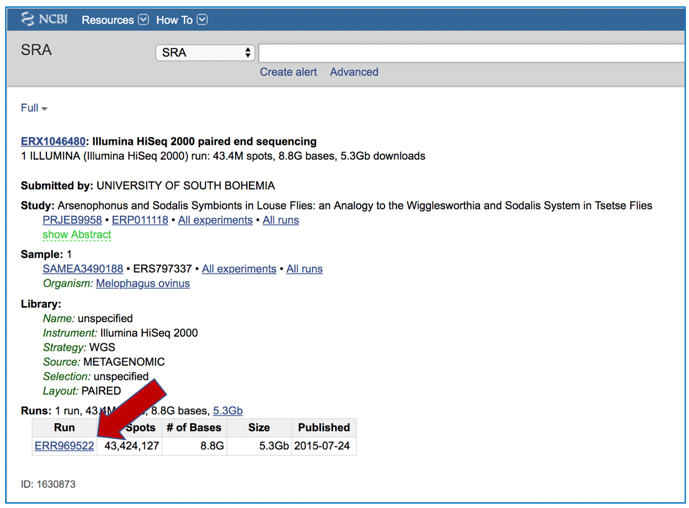 NCBI Resources How To
SRA
SRA
Create alert Advanced
Full
ERX1046480: Illumina HiSeq 2000 paired end sequencing
1 ILLUMINA (Illumina HiSeq 2000) run: 43.4M spots, 8.8G bases, 5.3Gb downloads
Submitted by: UNIVERSITY OF SOUTH BOHEMIA
Study: Arsenophonus and Sodalis Symbionts in Louse Flies: an Analogy to the Wigglesworthia and Sodalis System in Tsetse Flies
PRJEB9958 • ERP011118 • All experiments • All runs
show Abstract
Sample: 1
SAMEA3490188 • ERS797337 • All experiments • All runs
Organism: Melophagus ovinus
Library:
Name: unspecified
Instrument: Illumina HiSeq 2000
Strategy: WGS
Source: METAGENOMIC
Selection: unspecified
Layout: PAIRED
Runs: 1 run, 43.4M bases, 8.8G bases, 5.3Gb
Run Spots # of Bases Size Published
ERR969522 43,424,127 8.8G 5.3Gb 2015-07-24
ID: 1630873